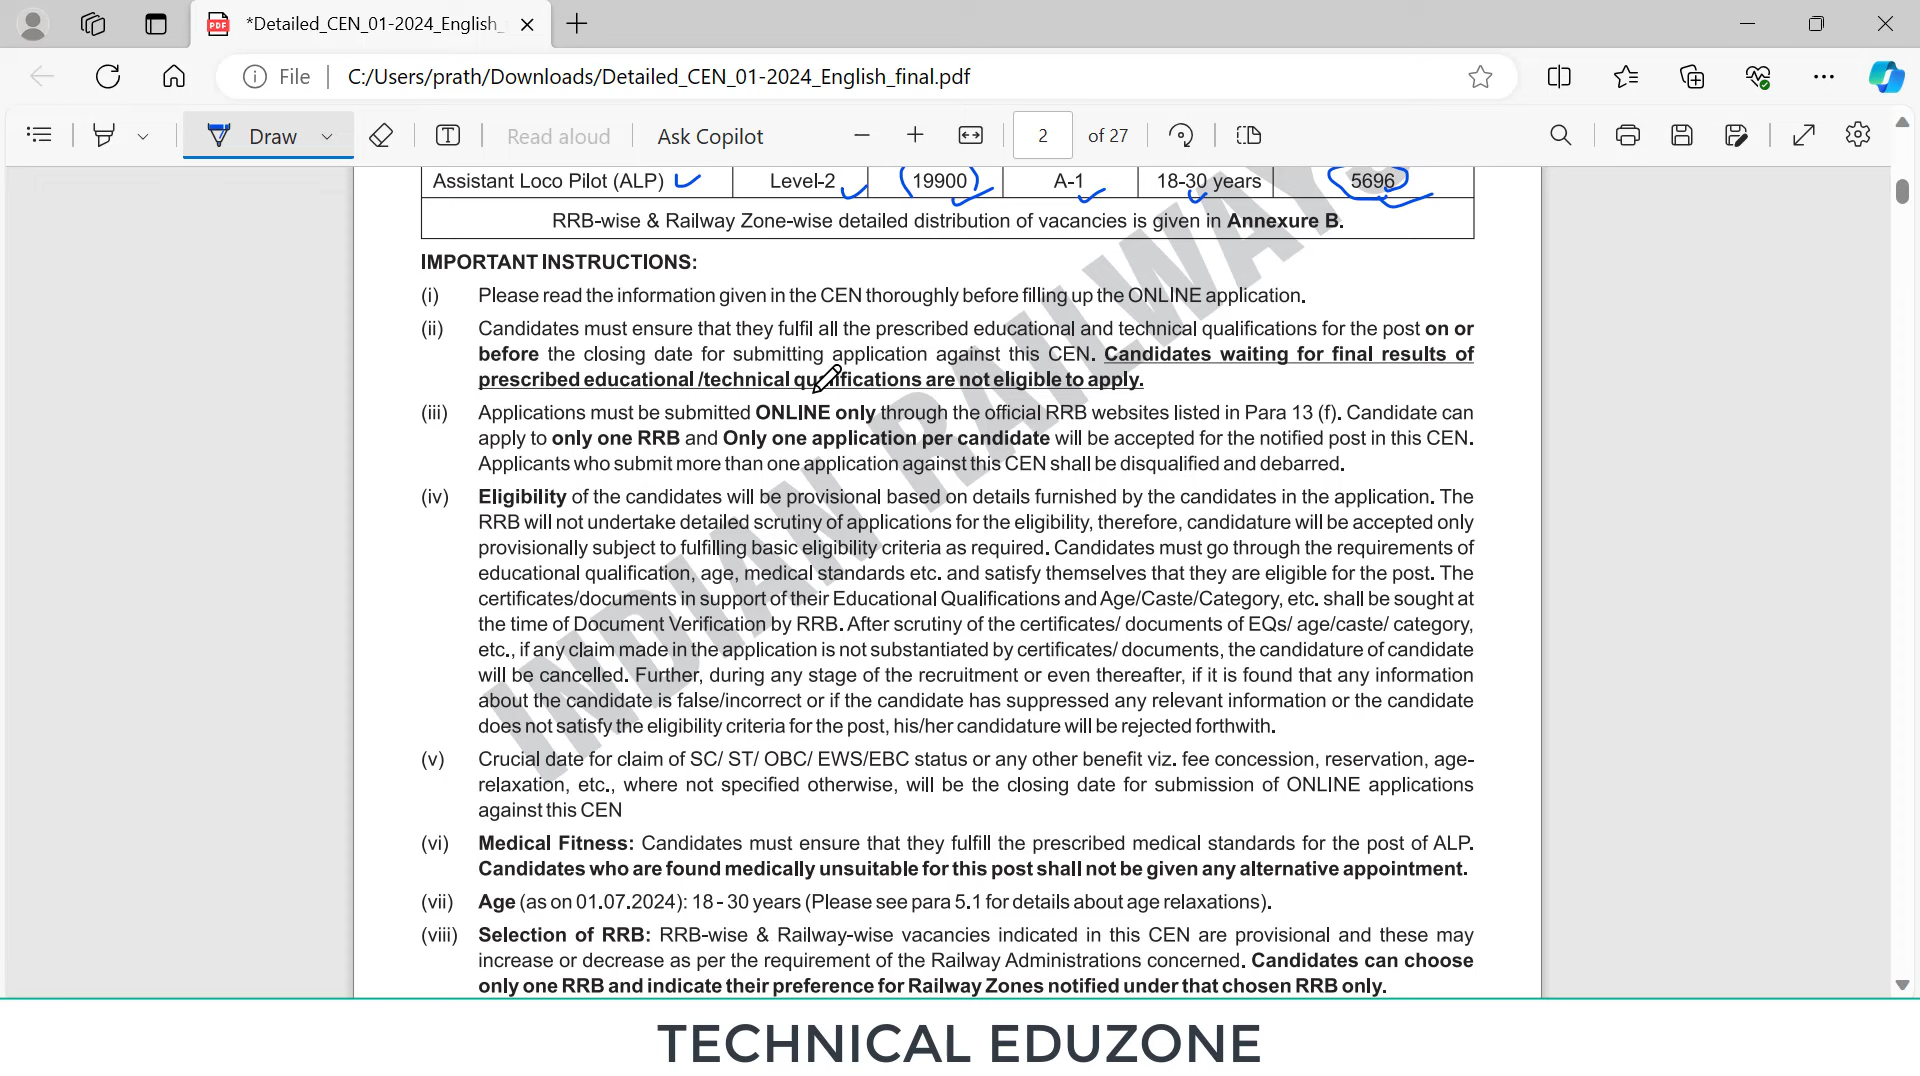 *Detailed_CEN_01-2024_English_
File
C:/Users/prath/Downloads/Detailed_CEN_01-2024_English_final.pdf
Draw
Read aloud
Ask Copilot
2 of 27
Assistant Loco Pilot (ALP) Level-2 19900 A-1 18-30 years 5696
RRB-wise & Railway Zone-wise detailed distribution of vacancies is given in Annexure B.
IMPORTANT INSTRUCTIONS:
(i) Please read the information given in the CEN thoroughly before filling up the ONLINE application.
(ii) Candidates must ensure that they fulfil all the prescribed educational and technical qualifications for the post on or
before the closing date for submitting application against this CEN. Candidates waiting for final results of
prescribed educational /technical qualifications are not eligible to apply.
(iii) Applications must be submitted ONLINE only through the official RRB websites listed in Para 13 (f). Candidate can
apply to only one RRB and Only one application per candidate will be accepted for the notified post in this CEN.
Applicants who submit more than one application against this CEN shall be disqualified and debarred.
(iv) Eligibility of the candidates will be provisional based on details furnished by the candidates in the application. The
RRB will not undertake detailed scrutiny of applications for the eligibility, therefore, candidature will be accepted only
provisionally subject to fulfilling basic eligibility criteria as required. Candidates must go through the requirements of
educational qualification, age, medical standards etc. and satisfy themselves that they are eligible for the post. The
certificates/documents in support of their Educational Qualifications and Age/Caste/Category, etc. shall be sought at
the time of Document Verification by RRB. After scrutiny of the certificates/ documents of EQs/ age/caste/ category,
etc., if any claim made in the application is not substantiated by certificates/ documents, the candidature of candidate
will be cancelled. Further, during any stage of the recruitment or even thereafter, if it is found that any information
about the candidate is false/incorrect or if the candidate has suppressed any relevant information or the candidate
does not satisfy the eligibility criteria for the post, his/her candidature will be rejected forthwith.
(v) Crucial date for claim of SC/ ST/ OBC/ EWS/EBC status or any other benefit viz. fee concession, reservation, age-
relaxation, etc., where not specified otherwise, will be the closing date for submission of ONLINE applications
against this CEN
(vi) Medical Fitness: Candidates must ensure that they fulfill the prescribed medical standards for the post of ALP.
Candidates who are found medically unsuitable for this post shall not be given any alternative appointment.
(vii) Age (as on 01.07.2024): 18 - 30 years (Please see para 5.1 for details about age relaxations).
(viii) Selection of RRB: RRB-wise & Railway-wise vacancies indicated in this CEN are provisional and these may
increase or decrease as per the requirement of the Railway Administrations concerned. Candidates can choose
only one RRB and indicate their preference for Railway Zones notified under that chosen RRB only.
INDIAN RAILWAYS
TECHNICAL EDUZONE